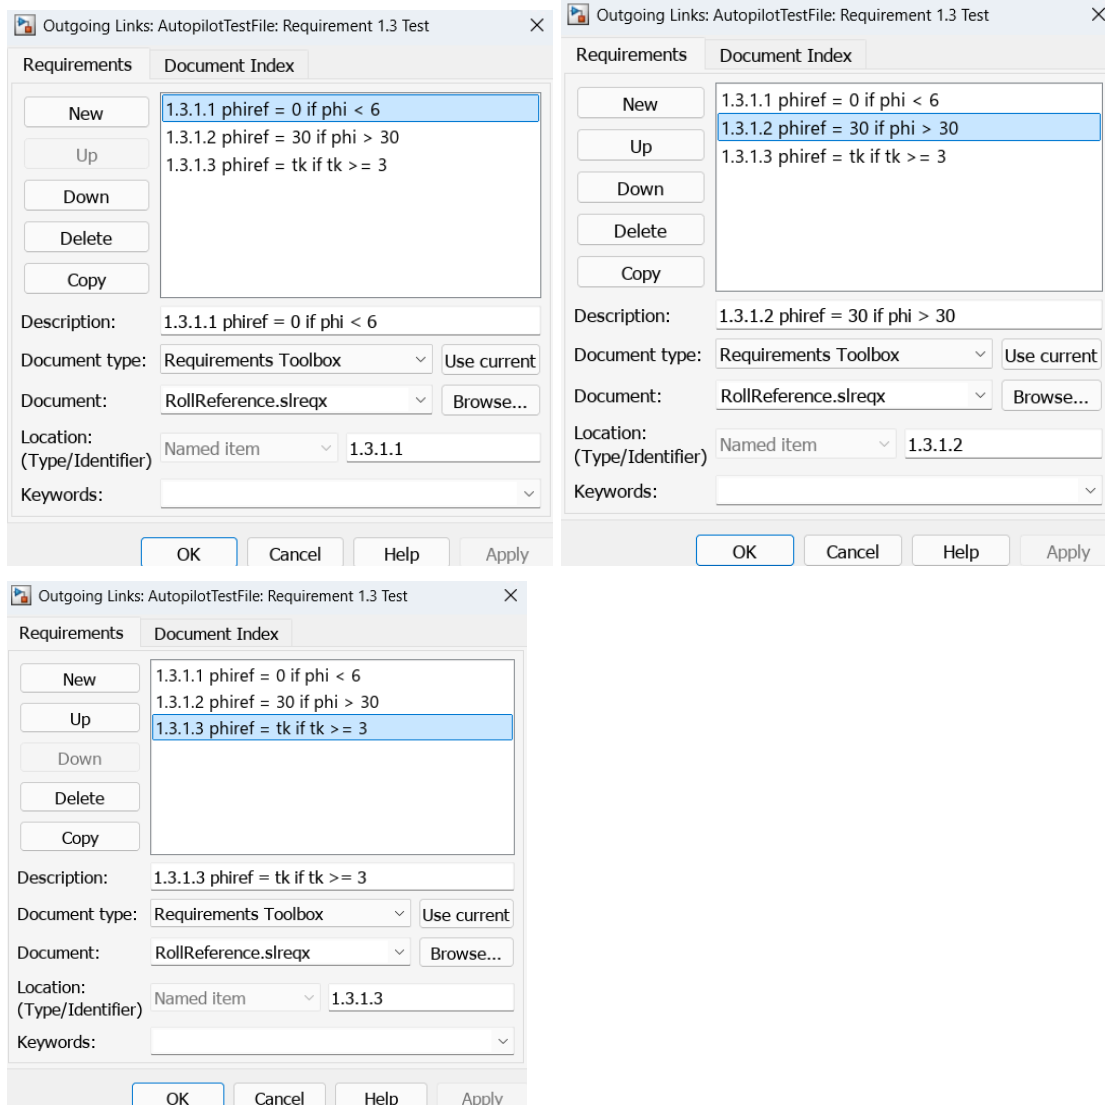 Outgoing Links: AutopilotTestFile: Requirement 1.3 Test
Requirements
Document Index
New
Up
Down
Delete
Copy
1.3.1.1 phiref = 0 if phi < 6
1.3.1.2 phiref = 30 if phi > 30
1.3.1.3 phiref = tk if tk >= 3
Description:
1.3.1.1 phiref = 0 if phi < 6
Document type:
Requirements Toolbox
Use current
Document:
RollReference.slreqx
Browse...
Location:
(Type/Identifier)
Named item
1.3.1.1
Keywords:
OK
Cancel
Help
Apply
Outgoing Links: AutopilotTestFile: Requirement 1.3 Test
Requirements
Document Index
New
Up
Down
Delete
Copy
1.3.1.1 phiref = 0 if phi < 6
1.3.1.2 phiref = 30 if phi > 30
1.3.1.3 phiref = tk if tk >= 3
Description:
1.3.1.2 phiref = 30 if phi > 30
Document type:
Requirements Toolbox
Use current
Document:
RollReference.slreqx
Browse...
Location:
(Type/Identifier)
Named item
1.3.1.2
Keywords:
OK
Cancel
Help
Apply
Outgoing Links: AutopilotTestFile: Requirement 1.3 Test
Requirements
Document Index
New
Up
Down
Delete
Copy
1.3.1.1 phiref = 0 if phi < 6
1.3.1.2 phiref = 30 if phi > 30
1.3.1.3 phiref = tk if tk >= 3
Description:
1.3.1.3 phiref = tk if tk >= 3
Document type:
Requirements Toolbox
Use current
Document:
RollReference.slreqx
Browse...
Location:
(Type/Identifier)
Named item
1.3.1.3
Keywords:
OK
Cancel
Help
Apply